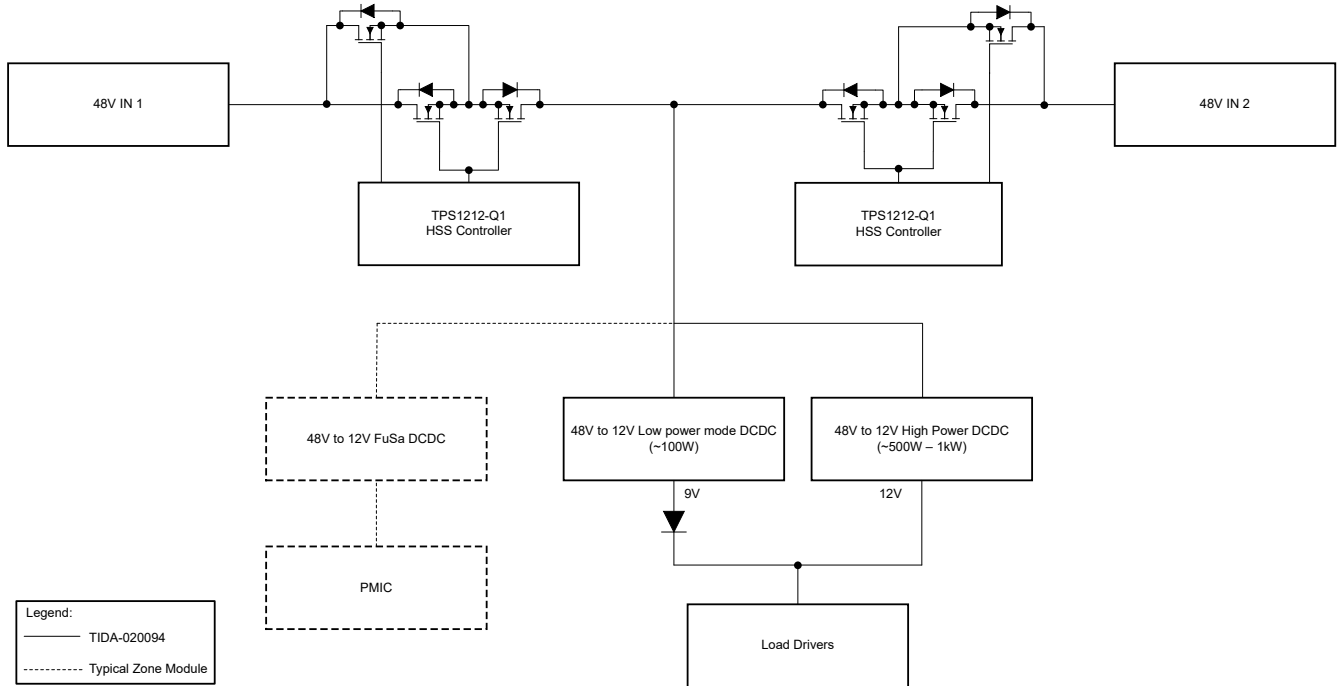 48V IN 1
48V IN 2
TPS1212-Q1
HSS Controller
TPS1212-Q1
HSS Controller
48V to 12V FuSa DCDC
48V to 12V Low power mode DCDC
(~100W)
48V to 12V High Power DCDC
(~500W – 1kW)
9V
12V
PMIC
Load Drivers
Legend:
TIDA-020094
Typical Zone Module